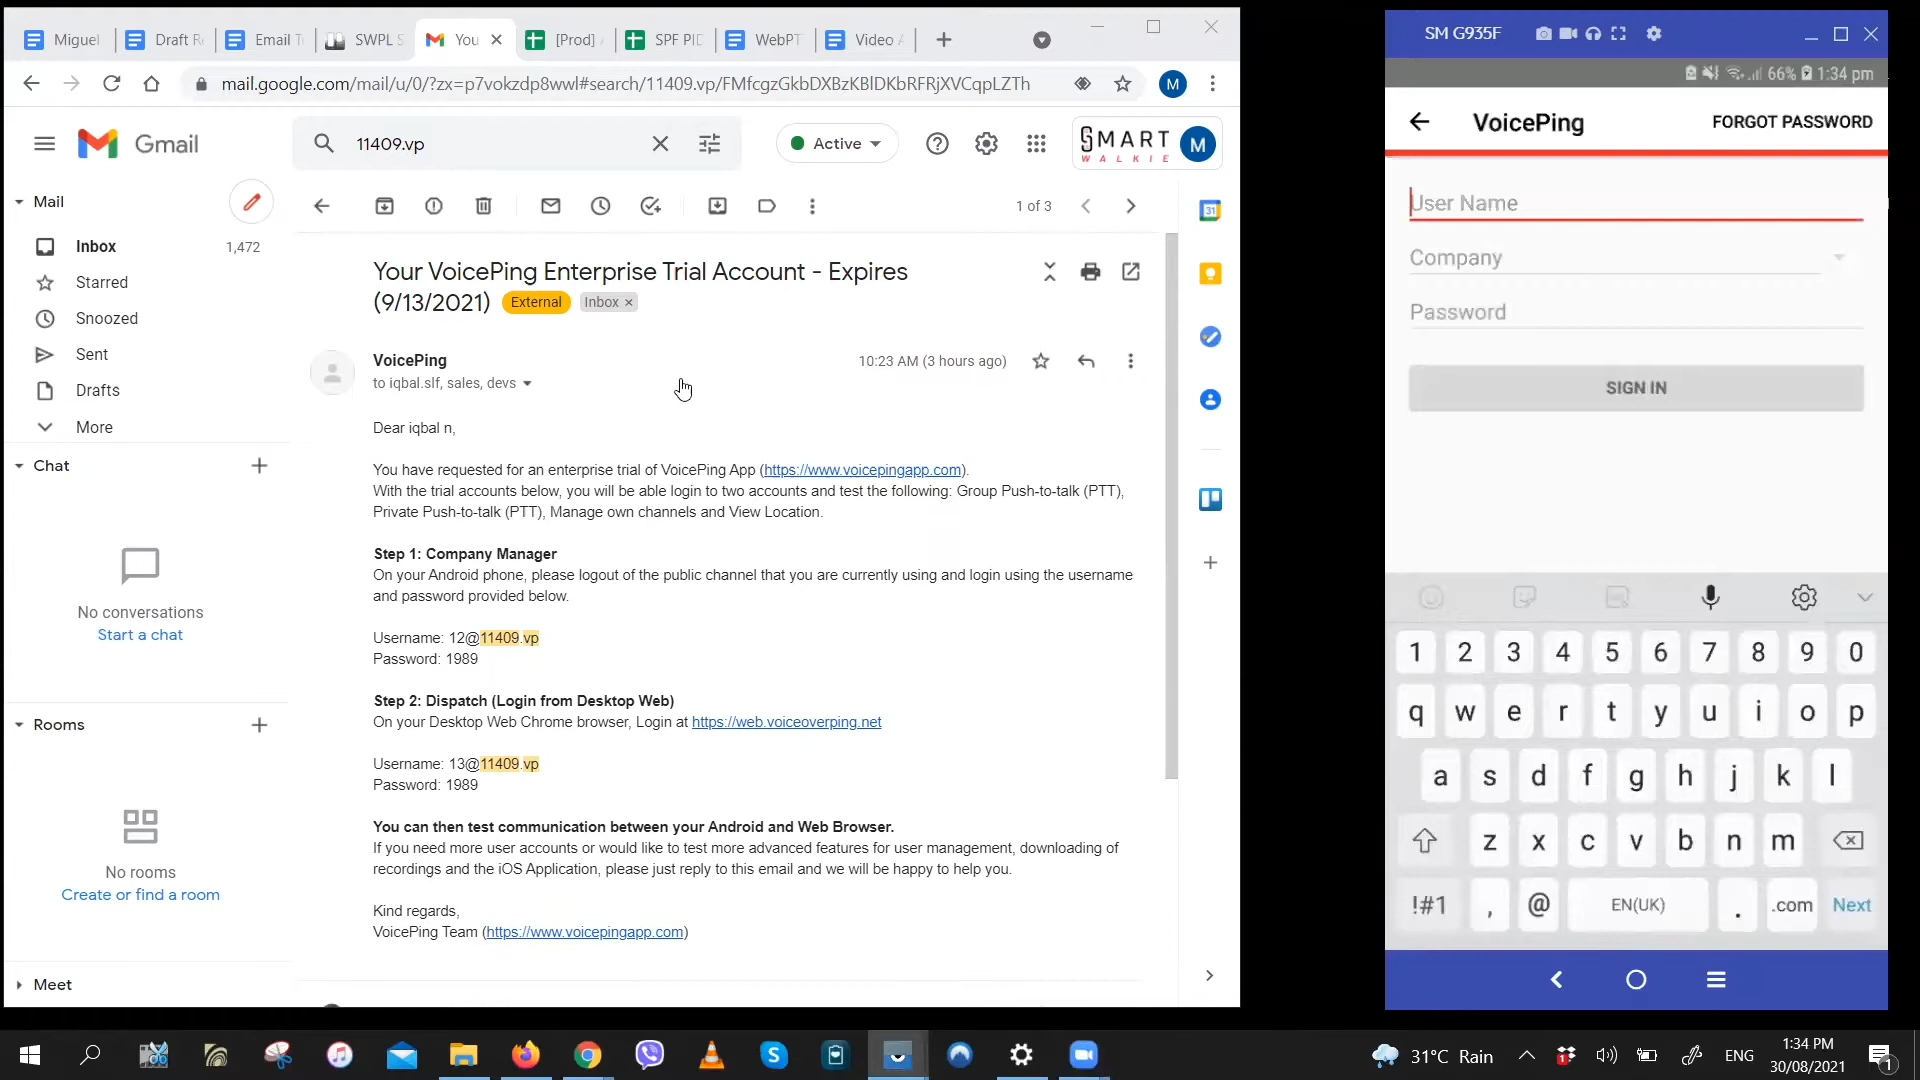 Miguel
Draft Re
Email T
SWPL S
You
[Prod] A
SPF PID
WebPT
Video A
mail.google.com/mail/u/0/?zx=p7vokzdp8wwl#search/11409.vp/FMfcgzGkbDXBzKBlDKbRFRjXVCqpLZTh
M
Gmail
11409.vp
Active
SMART
WALKIE
M
Mail
Inbox 1,472
Starred
Snoozed
Sent
Drafts
More
Chat
No conversations
Start a chat
Rooms
No rooms
Create or find a room
Meet
1 of 3
Your VoicePing Enterprise Trial Account - Expires
(9/13/2021) External Inbox ×
VoicePing 10:23 AM (3 hours ago)
to iqbal.slf, sales, devs
Dear iqbal n,
You have requested for an enterprise trial of VoicePing App (https://www.voicepingapp.com).
With the trial accounts below, you will be able login to two accounts and test the following: Group Push-to-talk (PTT),
Private Push-to-talk (PTT), Manage own channels and View Location.
Step 1: Company Manager
On your Android phone, please logout of the public channel that you are currently using and login using the username
and password provided below.
Username: 12@11409.vp
Password: 1989
Step 2: Dispatch (Login from Desktop Web)
On your Desktop Web Chrome browser, Login at https://web.voiceoverping.net
Username: 13@11409.vp
Password: 1989
You can then test communication between your Android and Web Browser.
If you need more user accounts or would like to test more advanced features for user management, downloading of
recordings and the iOS Application, please just reply to this email and we will be happy to help you.
Kind regards,
VoicePing Team (https://www.voicepingapp.com)
31
SM G935F
66% 1:34 pm
VoicePing FORGOT PASSWORD
User Name
Company
Password
SIGN IN
1 2 3 4 5 6 7 8 9 0
q w e r t y u i o p
a s d f g h j k l
z x c v b n m
!#1 , @ EN(UK) . .com Next
31°C Rain
1
ENG
1:34 PM
30/08/2021
1